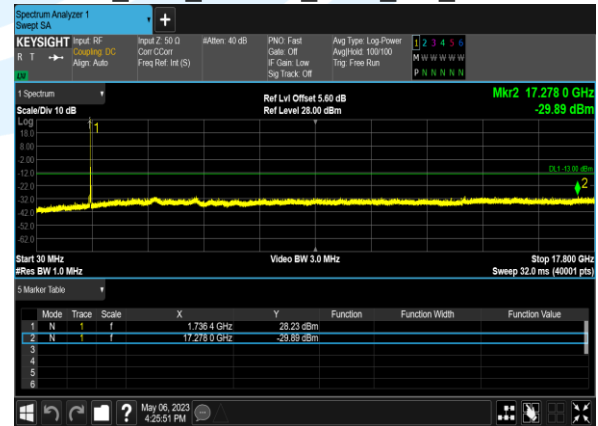 Spectrum Analyzer 1
Swept SA
+
KEYSIGHT Input: RF Input Z: 50 Ω #Atten: 40 dB PNO: Fast Avg Type: Log-Power 1 2 3 4 5 6
R T Coupling: DC Corr CCorr Gate: Off Avg|Hold: 100/100 M W W W W W
Align: Auto Freq Ref: Int (S) IF Gain: Low Trig: Free Run P N N N N N
Sig Track: Off
LV
1 Spectrum Ref Lvl Offset 5.60 dB Mkr2 17.278 0 GHz
Scale/Div 10 dB Ref Level 28.00 dBm -29.89 dBm
Log
18.0
8.00
-2.00
-12.0
-22.0
-32.0
-42.0
-52.0
-62.0
1
DL1 -13.00 dBm
2
Start 30 MHz Video BW 3.0 MHz Stop 17.800 GHz
#Res BW 1.0 MHz Sweep 32.0 ms (40001 pts)
5 Marker Table
Mode Trace Scale X Y Function Function Width Function Value
1 N 1 f 1.736 4 GHz 28.23 dBm
2 N 1 f 17.278 0 GHz -29.89 dBm
3
4
5
6
? May 06, 2023
4:25:51 PM